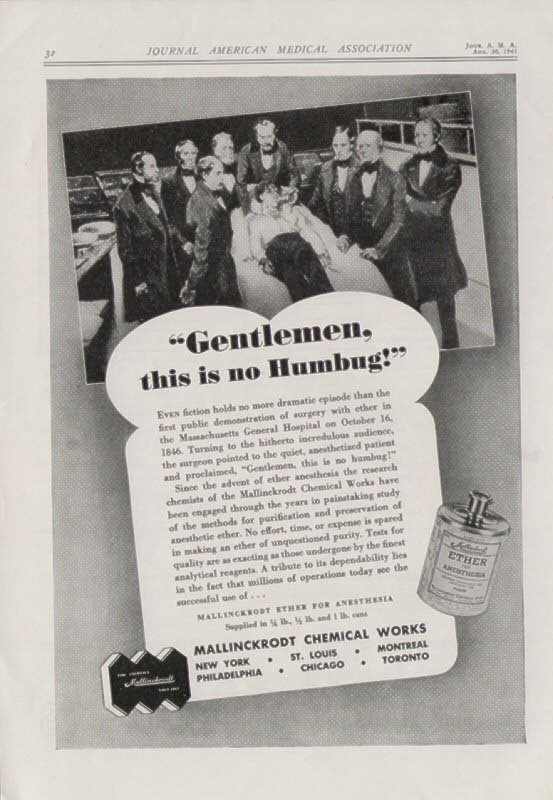 32
JOURNAL AMERICAN MEDICAL ASSOCIATION
JOUR. A. M. A.
AUG. 30, 1941
“Gentlemen,
this is no Humbug!”
EVEN fiction holds no more dramatic episode than the
first public demonstration of surgery with ether in
the Massachusetts General Hospital on October 16,
1846. Turning to the hitherto incredulous audience,
the surgeon pointed to the quiet, anesthetized patient
and proclaimed, “Gentlemen, this is no humbug!”
Since the advent of ether anesthesia the research
chemists of the Mallinckrodt Chemical Works have
been engaged through the years in painstaking study
of the methods for purification and preservation of
anesthetic ether. No effort, time, or expense is spared
in making an ether of unquestioned purity. Tests for
quality are as exacting as those undergone by the finest
analytical reagents. A tribute to its dependability lies
in the fact that millions of operations today see the
successful use of . . .
MALLINCKRODT ETHER FOR ANESTHESIA
Supplied in ¼ lb., ½ lb. and 1 lb. cans
Mallinckrodt
ETHER
FOR
ANESTHESIA
MALLINCKRODT CHEMICAL WORKS
NEW YORK • ST. LOUIS • MONTREAL
PHILADELPHIA • CHICAGO • TORONTO
FINE CHEMICALS
Mallinckrodt
SINCE 1867